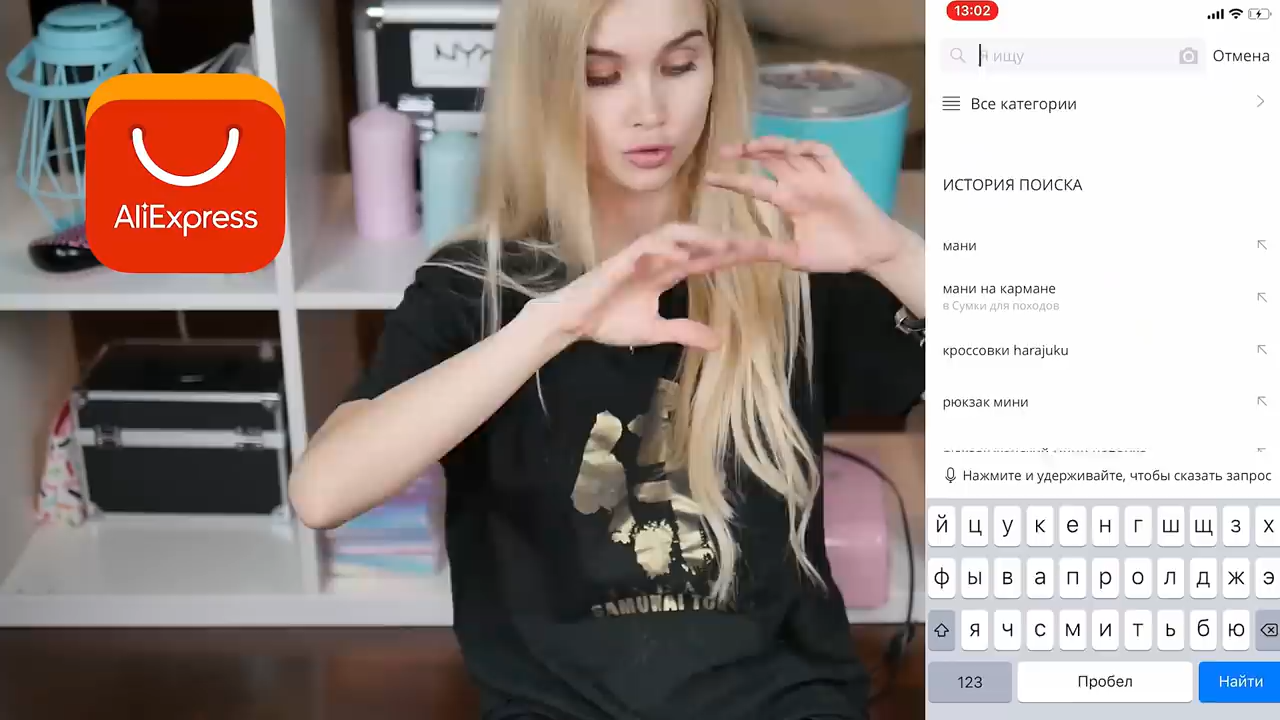 NYX
AliExpress
SAMURAI
13:02
Я ищу
Отмена
Все категории
ИСТОРИЯ ПОИСКА
мани
мани на кармане
в Сумки для походов
кроссовки harajuku
рюкзак мини
Нажмите и удерживайте, чтобы сказать запрос
й ц у к е н г ш щ з х
ф ы в а п р о л д ж э
я ч с м и т ь б ю
123 Пробел Найти